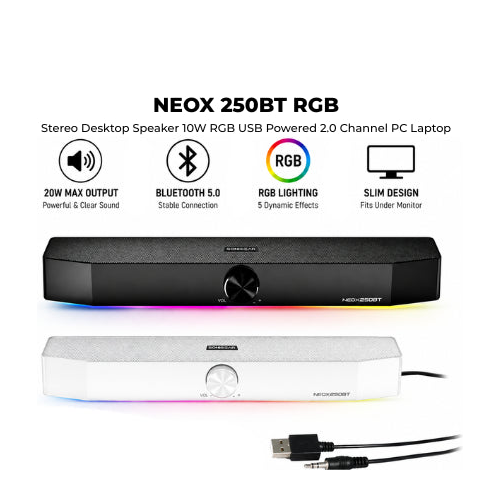 NEOX 250BT RGB
Stereo Desktop Speaker 10W RGB USB Powered 2.0 Channel PC Laptop
RGB
20W MAX OUTPUT
Powerful & Clear Sound
BLUETOOTH 5.0
Stable Connection
RGB LIGHTING
5 Dynamic Effects
SLIM DESIGN
Fits Under Monitor
SONICGEAR
VOL - +
NEOX250BT
SONICGEAR
VOL - +
NEOX250BT